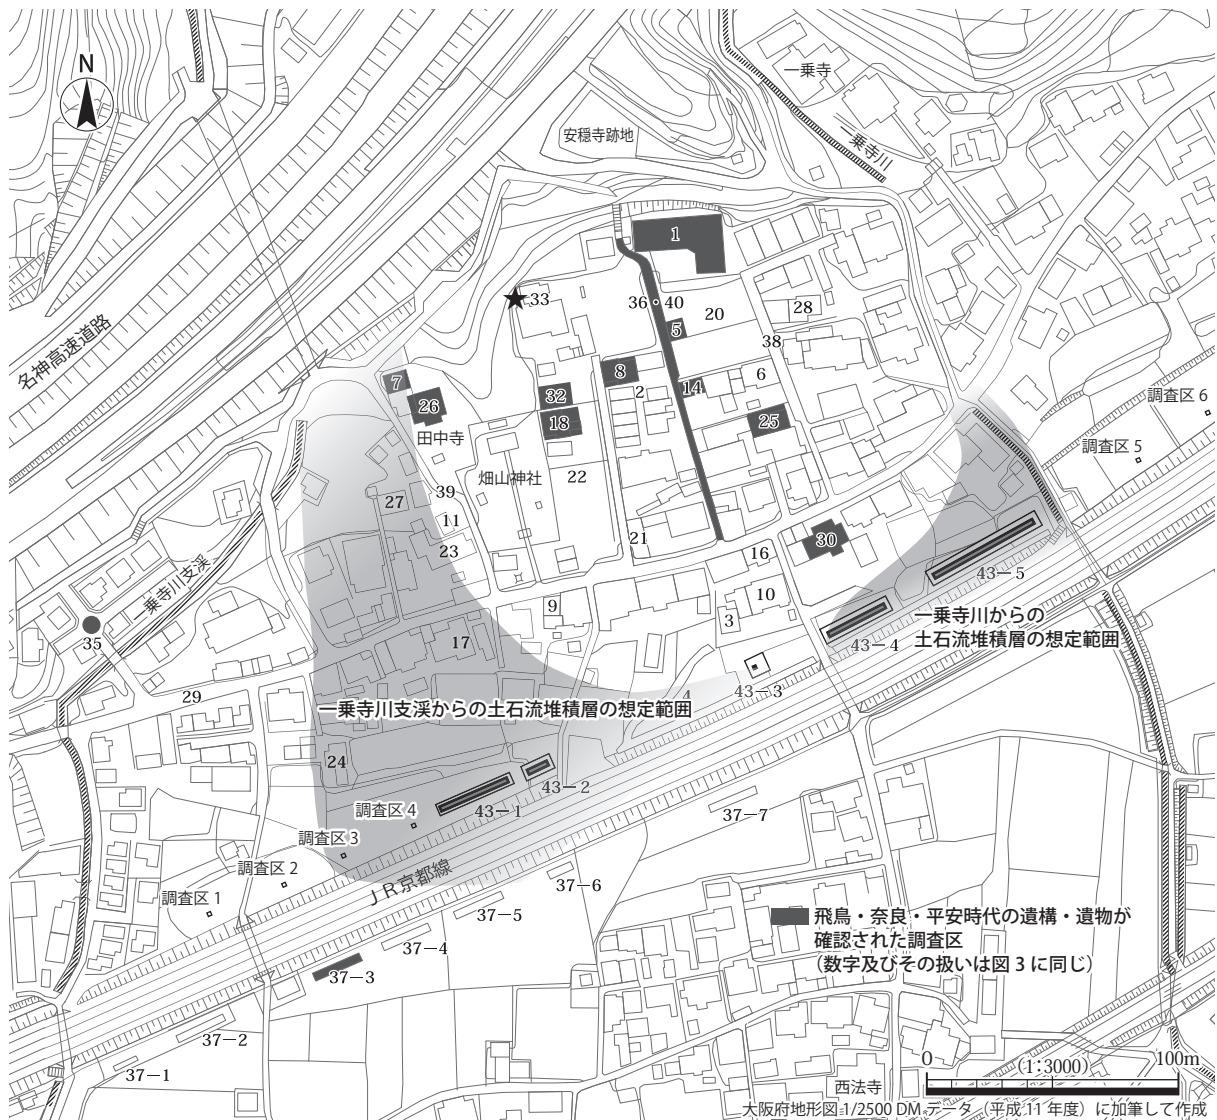 N
一乗寺
一乗寺川
安穏寺跡地
1
★33
36・40
28
20
5
38
名神高速道路
7
8
6
32
2
14
26
18
25
田中寺
調査区6
調査区5
畑山神社
22
27
39
11
21
30
23
16
43－5
一乗寺川支渓
9
10
3
35
一乗寺川からの
土石流堆積層の想定範囲
17
43－4
43－3
29
4
一乗寺川支渓からの土石流堆積層の想定範囲
24
43－2
調査区4
43－1
37－7
調査区3
調査区2
JR京都線
37－6
調査区1
37－5
飛鳥・奈良・平安時代の遺構・遺物が
確認された調査区
(数字及びその扱いは図3に同じ)
37－4
37－3
37－2
37－1
0
(1:3000)
100m
西法寺
大阪府地形図 1/2500 DM データ（平成 11 年度）に加筆して作成